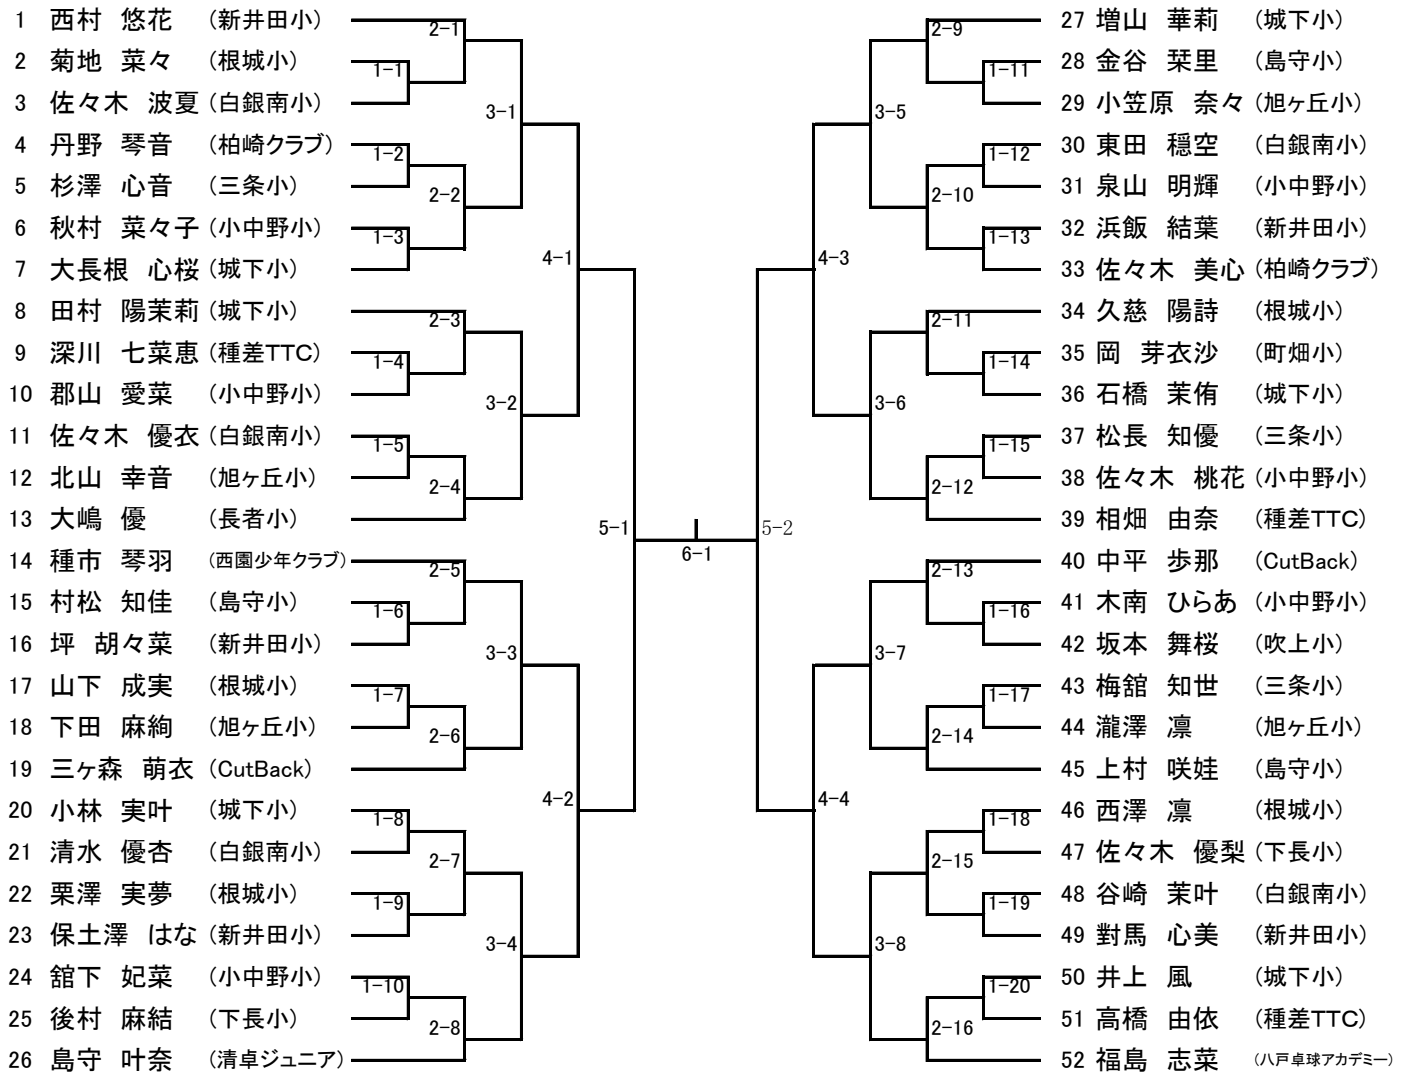 1 西村 悠花 (新井田小)
2 菊地 菜々 (根城小)
3 佐々木 波夏 (白銀南小)
4 丹野 琴音 (柏崎クラブ)
5 杉澤 心音 (三条小)
6 秋村 菜々子 (小中野小)
7 大長根 心桜 (城下小)
8 田村 陽茉莉 (城下小)
9 深川 七菜恵 (種差TTC)
10 郡山 愛菜 (小中野小)
11 佐々木 優衣 (白銀南小)
12 北山 幸音 (旭ヶ丘小)
13 大嶋 優 (長者小)
14 種市 琴羽 (西園少年クラブ)
15 村松 知佳 (島守小)
16 坪 胡々菜 (新井田小)
17 山下 成実 (根城小)
18 下田 麻絢 (旭ヶ丘小)
19 三ヶ森 萌衣 (CutBack)
20 小林 実叶 (城下小)
21 清水 優杏 (白銀南小)
22 栗澤 実夢 (根城小)
23 保土澤 はな (新井田小)
24 舘下 妃菜 (小中野小)
25 後村 麻結 (下長小)
26 島守 叶奈 (清卓ジュニア)
1-1
1-2
1-3
1-4
1-5
1-6
1-7
1-8
1-9
1-10
2-1
2-2
2-3
2-4
2-5
2-6
2-7
2-8
3-1
3-2
3-3
3-4
4-1
4-2
5-1
6-1
5-2
4-3
4-4
3-5
3-6
3-7
3-8
2-9
2-10
2-11
2-12
2-13
2-14
2-15
2-16
1-11
1-12
1-13
1-14
1-15
1-16
1-17
1-18
1-19
1-20
27 増山 華莉 (城下小)
28 金谷 栞里 (島守小)
29 小笠原 奈々 (旭ヶ丘小)
30 東田 穏空 (白銀南小)
31 泉山 明輝 (小中野小)
32 浜飯 結葉 (新井田小)
33 佐々木 美心 (柏崎クラブ)
34 久慈 陽詩 (根城小)
35 岡 芽衣沙 (町畑小)
36 石橋 茉侑 (城下小)
37 松長 知優 (三条小)
38 佐々木 桃花 (小中野小)
39 相畑 由奈 (種差TTC)
40 中平 歩那 (CutBack)
41 木南 ひらあ (小中野小)
42 坂本 舞桜 (吹上小)
43 梅舘 知世 (三条小)
44 瀧澤 凛 (旭ヶ丘小)
45 上村 咲娃 (島守小)
46 西澤 凛 (根城小)
47 佐々木 優梨 (下長小)
48 谷崎 茉叶 (白銀南小)
49 對馬 心美 (新井田小)
50 井上 風 (城下小)
51 高橋 由依 (種差TTC)
52 福島 志菜 (八戸卓球アカデミー)